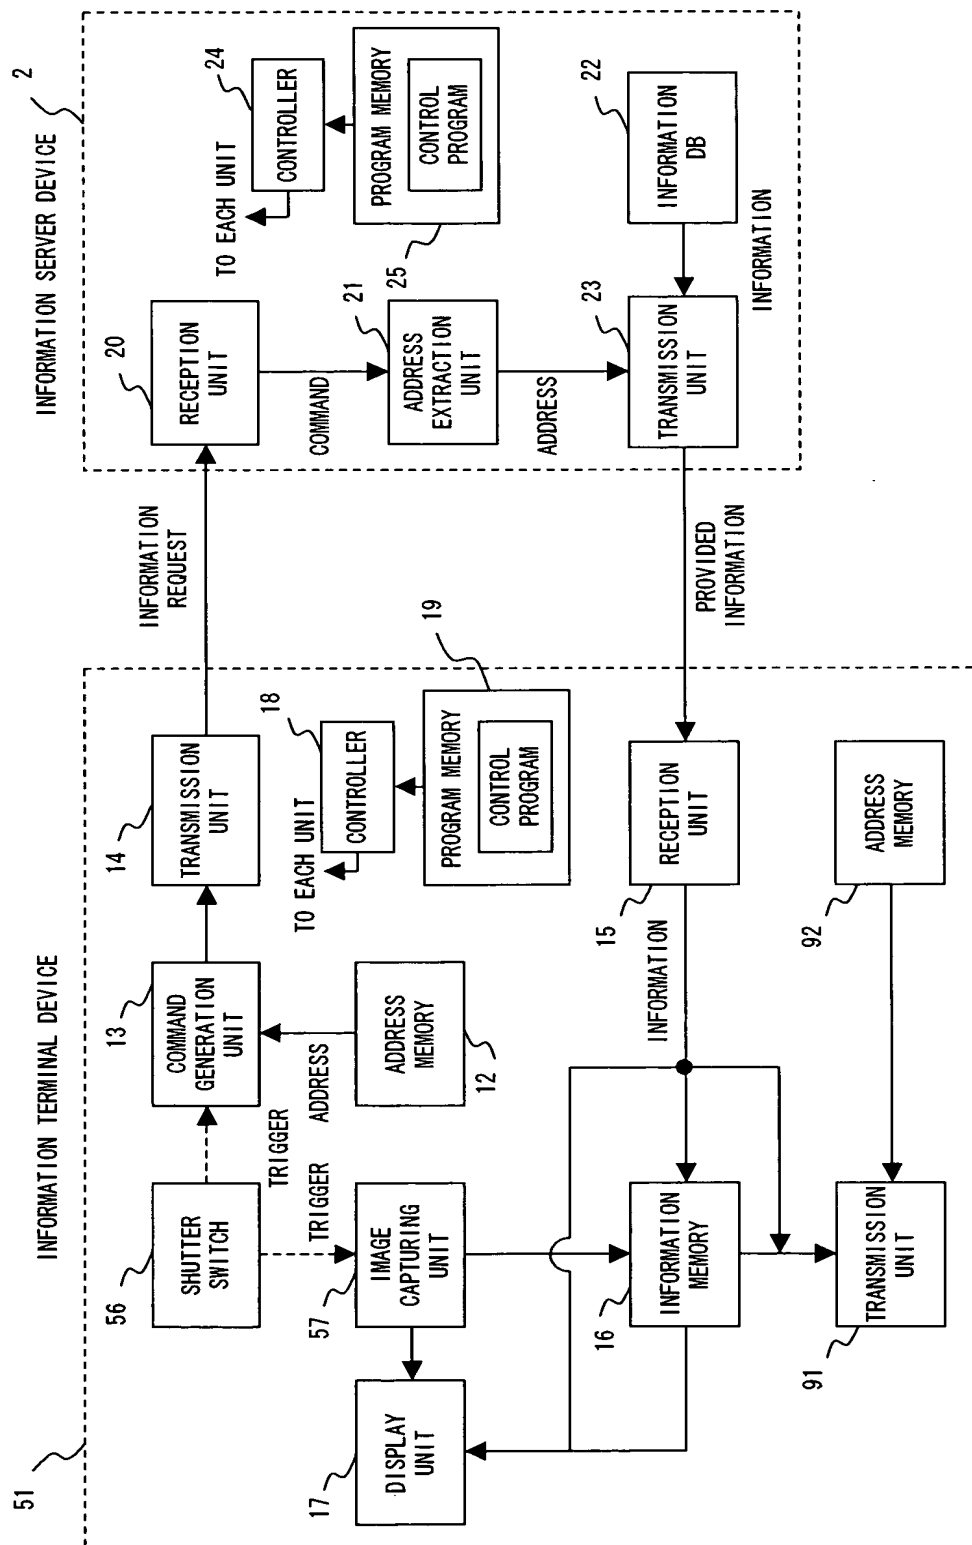 INFORMATION TERMINAL DEVICE
51
56
SHUTTER
SWITCH
TRIGGER
13
COMMAND
GENERATION
UNIT
14
TRANSMISSION
UNIT
INFORMATION
REQUEST
TRIGGER
57
IMAGE
CAPTURING
UNIT
17
DISPLAY
UNIT
ADDRESS
ADDRESS
MEMORY
12
TO EACH UNIT
18
CONTROLLER
19
PROGRAM MEMORY
CONTROL
PROGRAM
16
INFORMATION
MEMORY
INFORMATION
15
RECEPTION
UNIT
PROVIDED
INFORMATION
91
TRANSMISSION
UNIT
92
ADDRESS
MEMORY
INFORMATION SERVER DEVICE
2
20
RECEPTION
UNIT
COMMAND
TO EACH UNIT
24
CONTROLLER
25
PROGRAM MEMORY
CONTROL
PROGRAM
21
ADDRESS
EXTRACTION
UNIT
ADDRESS
23
TRANSMISSION
UNIT
22
INFORMATION
DB
INFORMATION